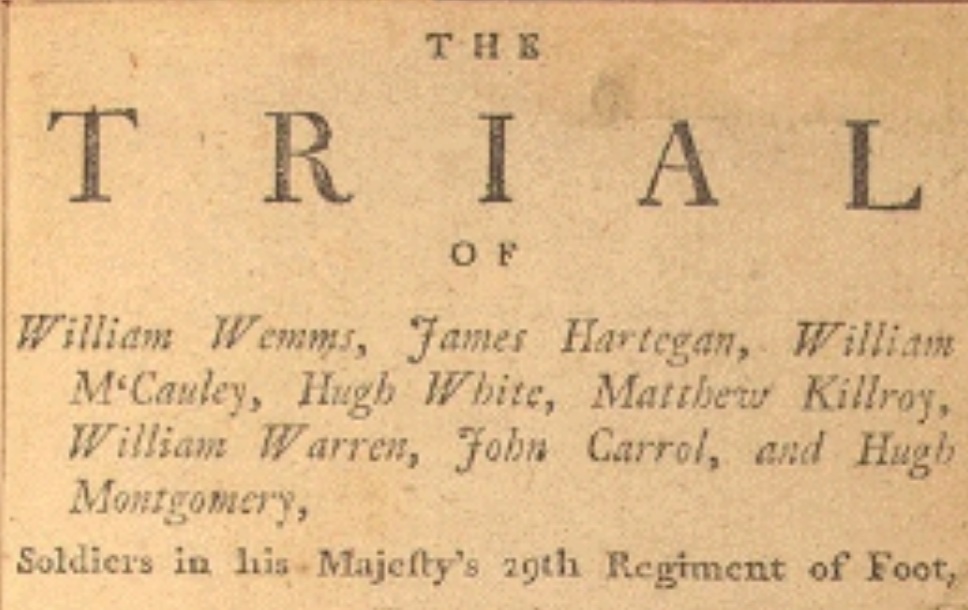 THE
TRIAL
OF
William Wemms, James Hartegan, William
McCauley, Hugh White, Matthew Killroy,
William Warren, John Carrol, and Hugh
Montgomery,
Soldiers in his Majeſty's 29th Regiment of Foot,